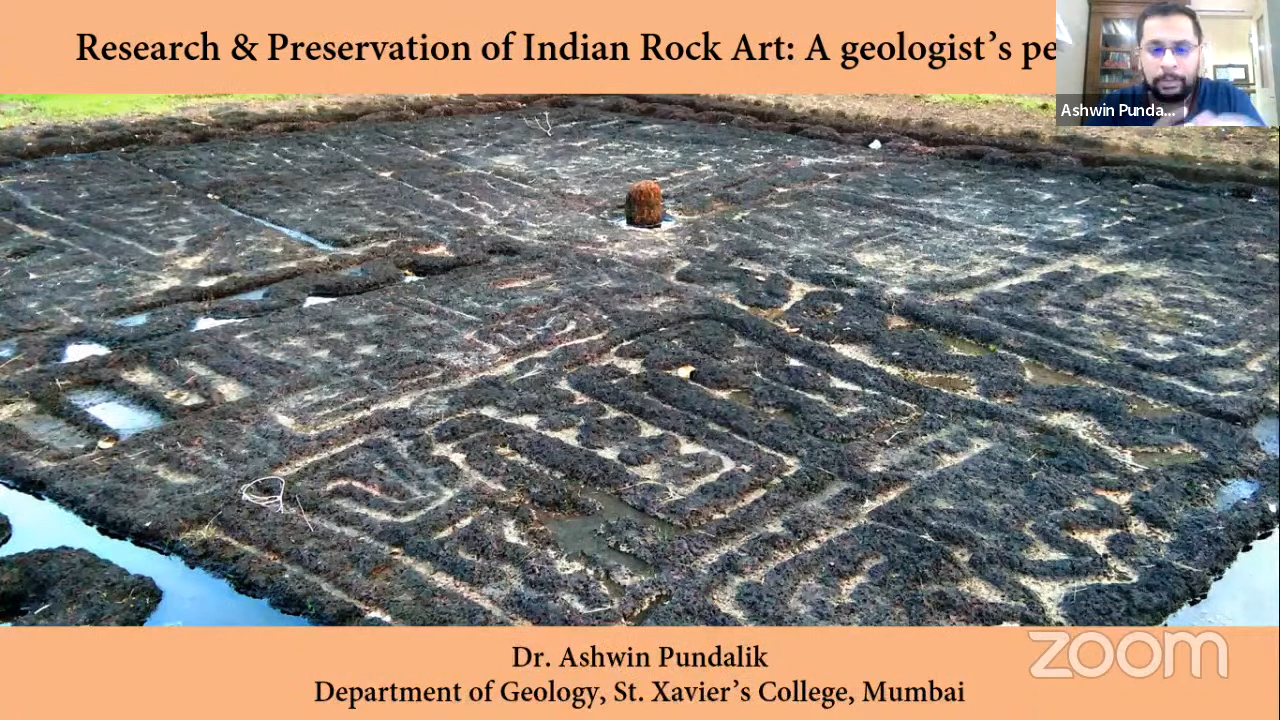 Research & Preservation of Indian Rock Art: A geologist's pe
Ashwin Punda...
Dr. Ashwin Pundalik
Department of Geology, St. Xavier's College, Mumbai
zoom